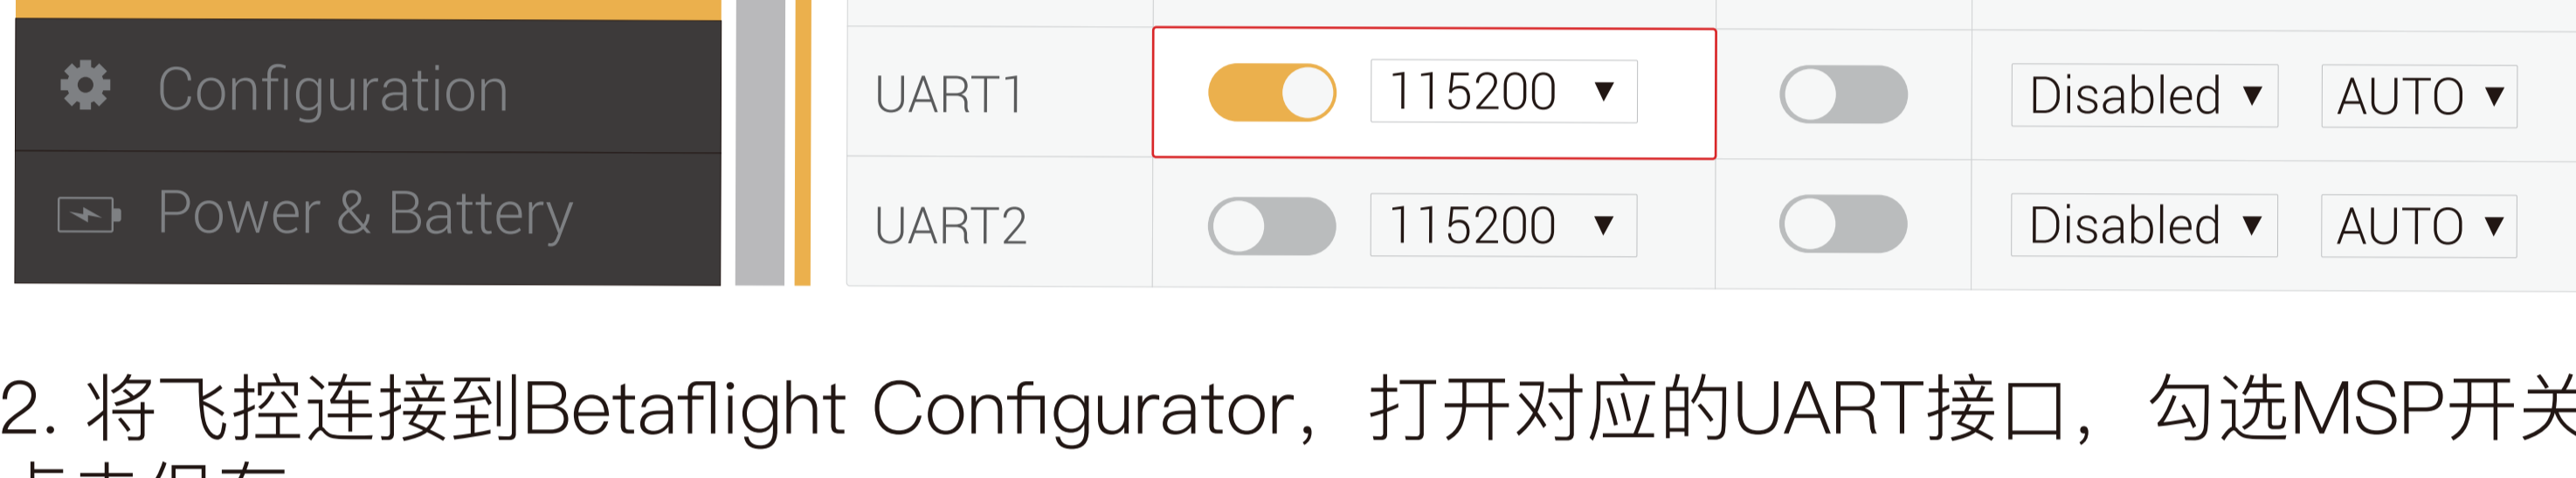 Configuration
Power & Battery
UART1 115200 Disabled AUTO
UART2 115200 Disabled AUTO
2. 将飞控连接到Betaflight Configurator，打开对应的UART接口，勾选MSP开关